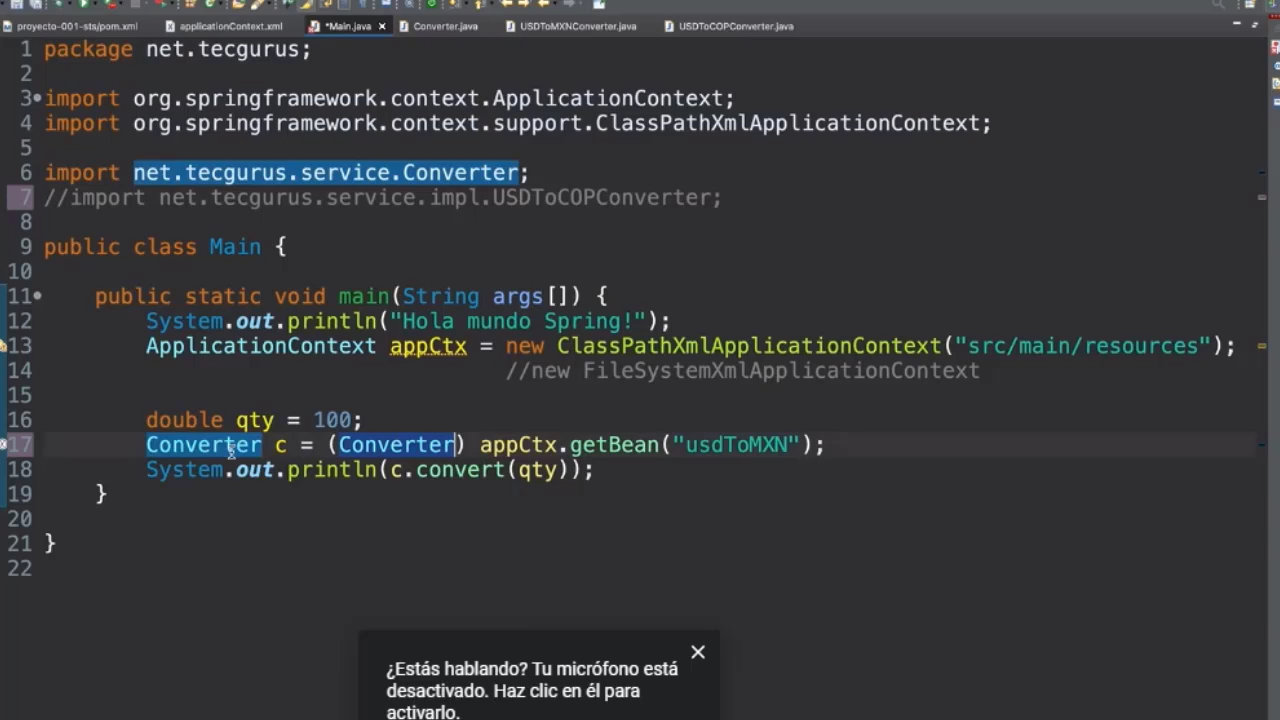 proyecto-001-sts/pom.xml applicationContext.xml *Main.java Converter.java USDToMXNConverter.java USDToCOPConverter.java
1 package net.tecgurus;
2
3 import org.springframework.context.ApplicationContext;
4 import org.springframework.context.support.ClassPathXmlApplicationContext;
5
6 import net.tecgurus.service.Converter;
7 //import net.tecgurus.service.impl.USDToCOPConverter;
8
9 public class Main {
10
11 public static void main(String args[]) {
12 System.out.println("Hola mundo Spring!");
13 ApplicationContext appCtx = new ClassPathXmlApplicationContext("src/main/resources");
14 //new FileSystemXmlApplicationContext
15
16 double qty = 100;
17 Converter c = (Converter) appCtx.getBean("usdToMXN");
18 System.out.println(c.convert(qty));
19 }
20
21 }
22
¿Estás hablando? Tu micrófono está
desactivado. Haz clic en él para
activarlo.